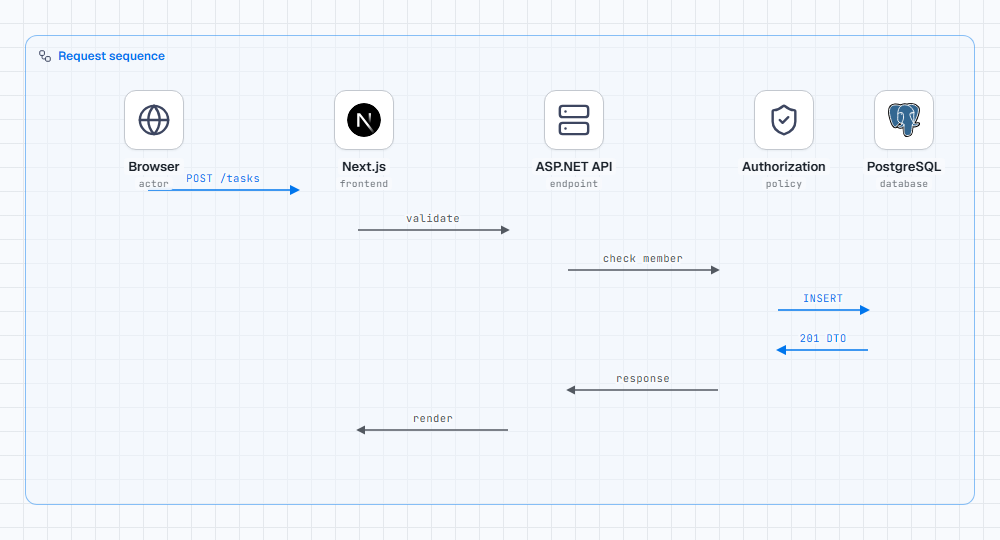 Request sequence
Browser
actor
Next.js
frontend
ASP.NET API
endpoint
Authorization
policy
PostgreSQL
database
POST /tasks
validate
check member
INSERT
201 DTO
response
render